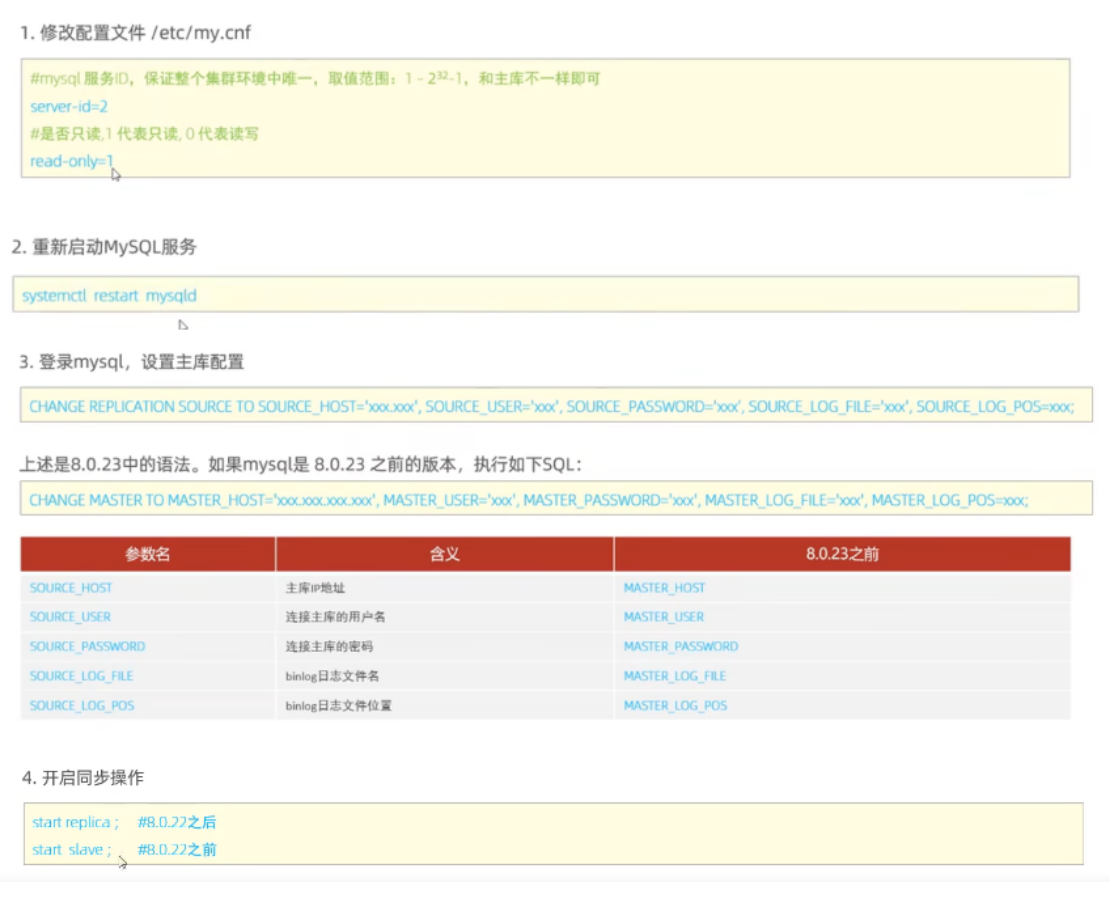 1. 修改配置文件 /etc/my.cnf
#mysql 服务ID，保证整个集群环境中唯一，取值范围：1 - 2³²-1，和主库不一样即可
server-id=2
#是否只读,1 代表只读, 0 代表读写
read-only=1
2. 重新启动MySQL服务
systemctl restart mysqld
3. 登录mysql，设置主库配置
CHANGE REPLICATION SOURCE TO SOURCE_HOST='xxx.xxx', SOURCE_USER='xxx', SOURCE_PASSWORD='xxx', SOURCE_LOG_FILE='xxx', SOURCE_LOG_POS=xxx;
上述是8.0.23中的语法。如果mysql是 8.0.23 之前的版本，执行如下SQL：
CHANGE MASTER TO MASTER_HOST='xxx.xxx.xxx.xxx', MASTER_USER='xxx', MASTER_PASSWORD='xxx', MASTER_LOG_FILE='xxx', MASTER_LOG_POS=xxx;
参数名 含义 8.0.23之前
SOURCE_HOST 主库IP地址 MASTER_HOST
SOURCE_USER 连接主库的用户名 MASTER_USER
SOURCE_PASSWORD 连接主库的密码 MASTER_PASSWORD
SOURCE_LOG_FILE binlog日志文件名 MASTER_LOG_FILE
SOURCE_LOG_POS binlog日志文件位置 MASTER_LOG_POS
4. 开启同步操作
start replica ; #8.0.22之后
start slave ; #8.0.22之前